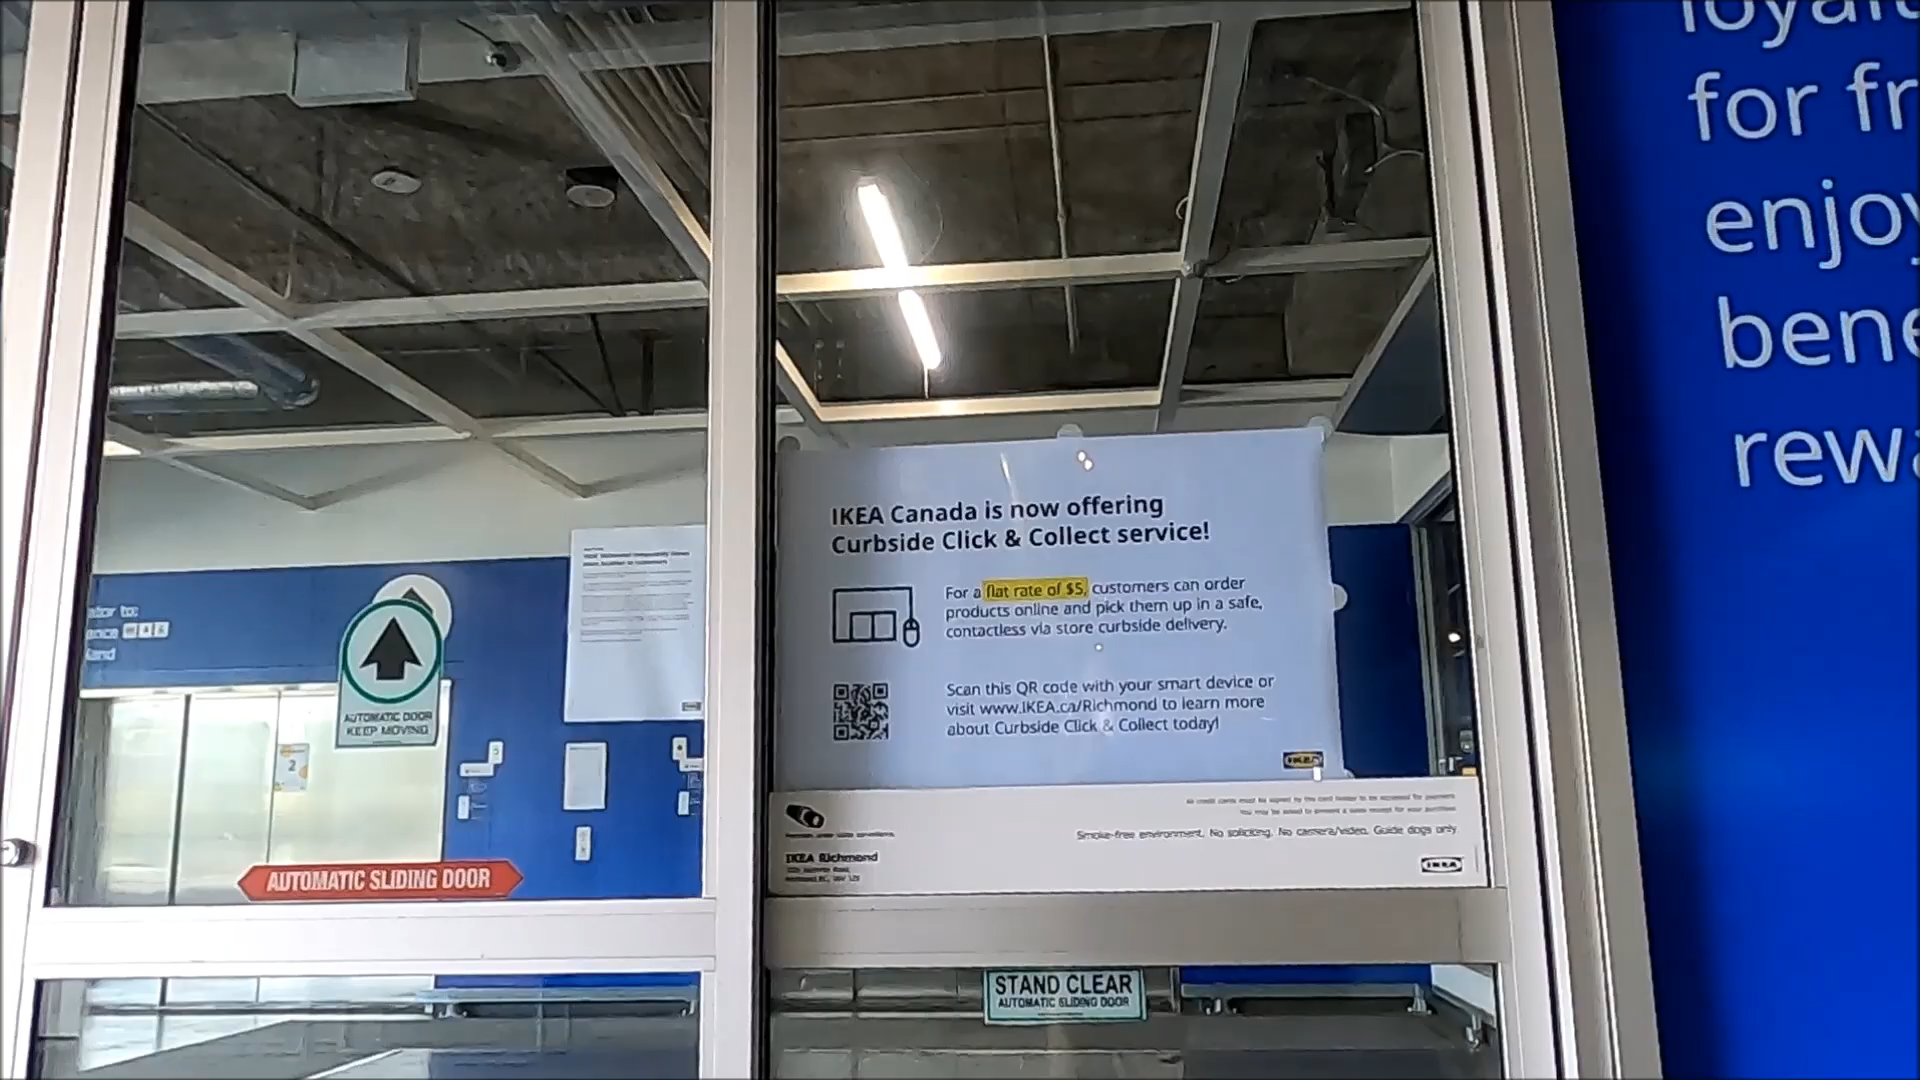 IKEA Canada is now offering
Curbside Click & Collect service!
For a flat rate of $5, customers can order
products online and pick them up in a safe,
contactless via store curbside delivery.
Scan this QR code with your smart device or
visit www.IKEA.ca/Richmond to learn more
about Curbside Click & Collect today!
IKEA
Smoke-free environment. No soliciting. No camera/video. Guide dogs only.
IKEA Richmond
IKEA
AUTOMATIC DOOR
KEEP MOVING
2
AUTOMATIC SLIDING DOOR
STAND CLEAR
AUTOMATIC SLIDING DOOR
for fr
enjoy
bene
rewa